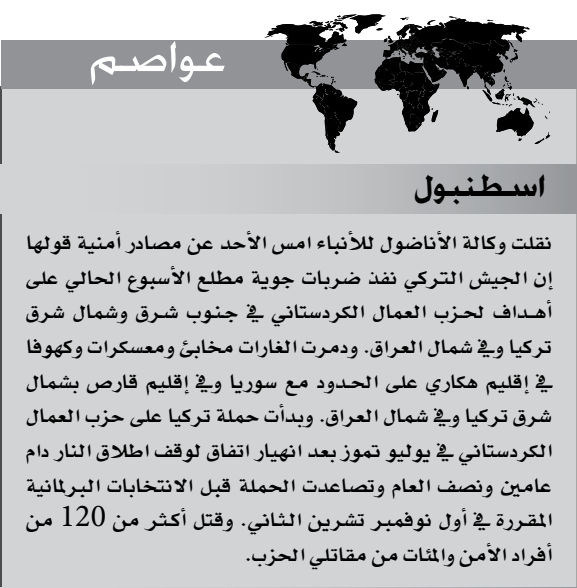 عواصم
اسطنبول
نقلت وكالة الأناضول للأنباء امس الأحد عن مصادر أمنية قولها
إن الجيش التركي نفذ ضربات جوية مطلع الأسبوع الحالي على
أهداف لحزب العمال الكردستاني في جنوب شرق وشمال شرق
تركيا وفي شمال العراق. ودمرت الغارات مخابئ ومعسكرات وكهوفا
في إقليم هكاري على الحدود مع سوريا وفي إقليم قارص بشمال
شرق تركيا وفي شمال العراق. وبدأت حملة تركيا على حزب العمال
الكردستاني في يوليو تموز بعد انهيار اتفاق لوقف اطلاق النار دام
عامين ونصف العام وتصاعدت الحملة قبل الانتخابات البرلمانية
المقررة في أول نوفمبر تشرين الثاني. وقتل أكثر من 120 من
أفراد الأمن والمئات من مقاتلي الحزب.